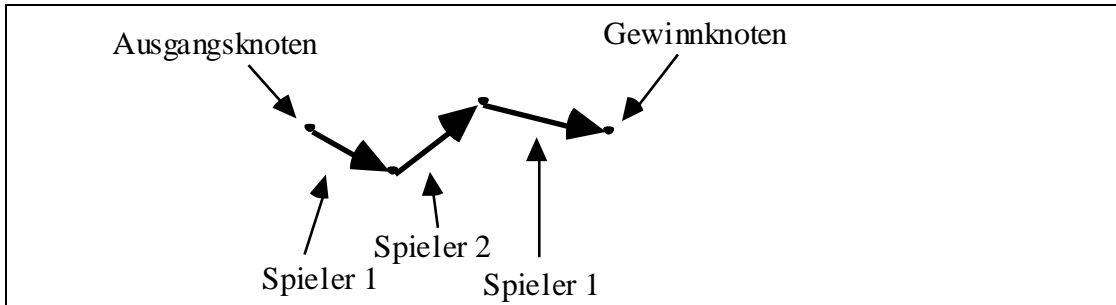 Ausgangsknoten
Gewinnknoten
Spieler 1
Spieler 2
Spieler 1